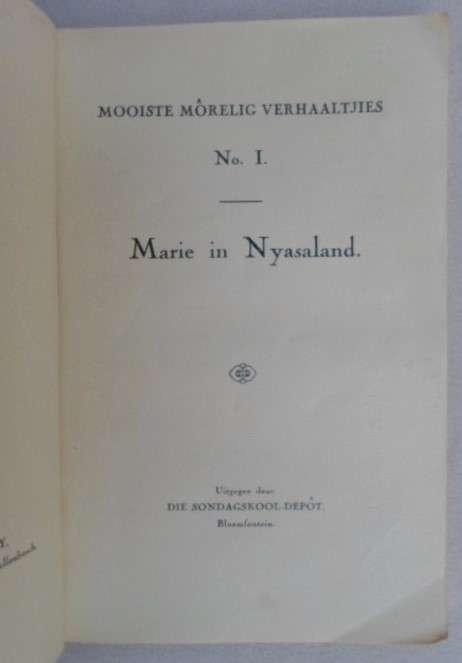 MOOISTE MÔRELIG VERHAALTJIES
No. I.
Marie in Nyasaland.
Uitgegee deur
DIE SONDAGSKOOL-DEPÔT,
Bloemfontein.
Y.